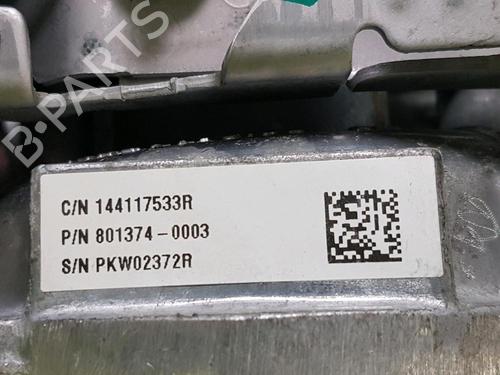 B-PARTS
C/N 144117533R
P/N 801374-0003
S/N PKW02372R